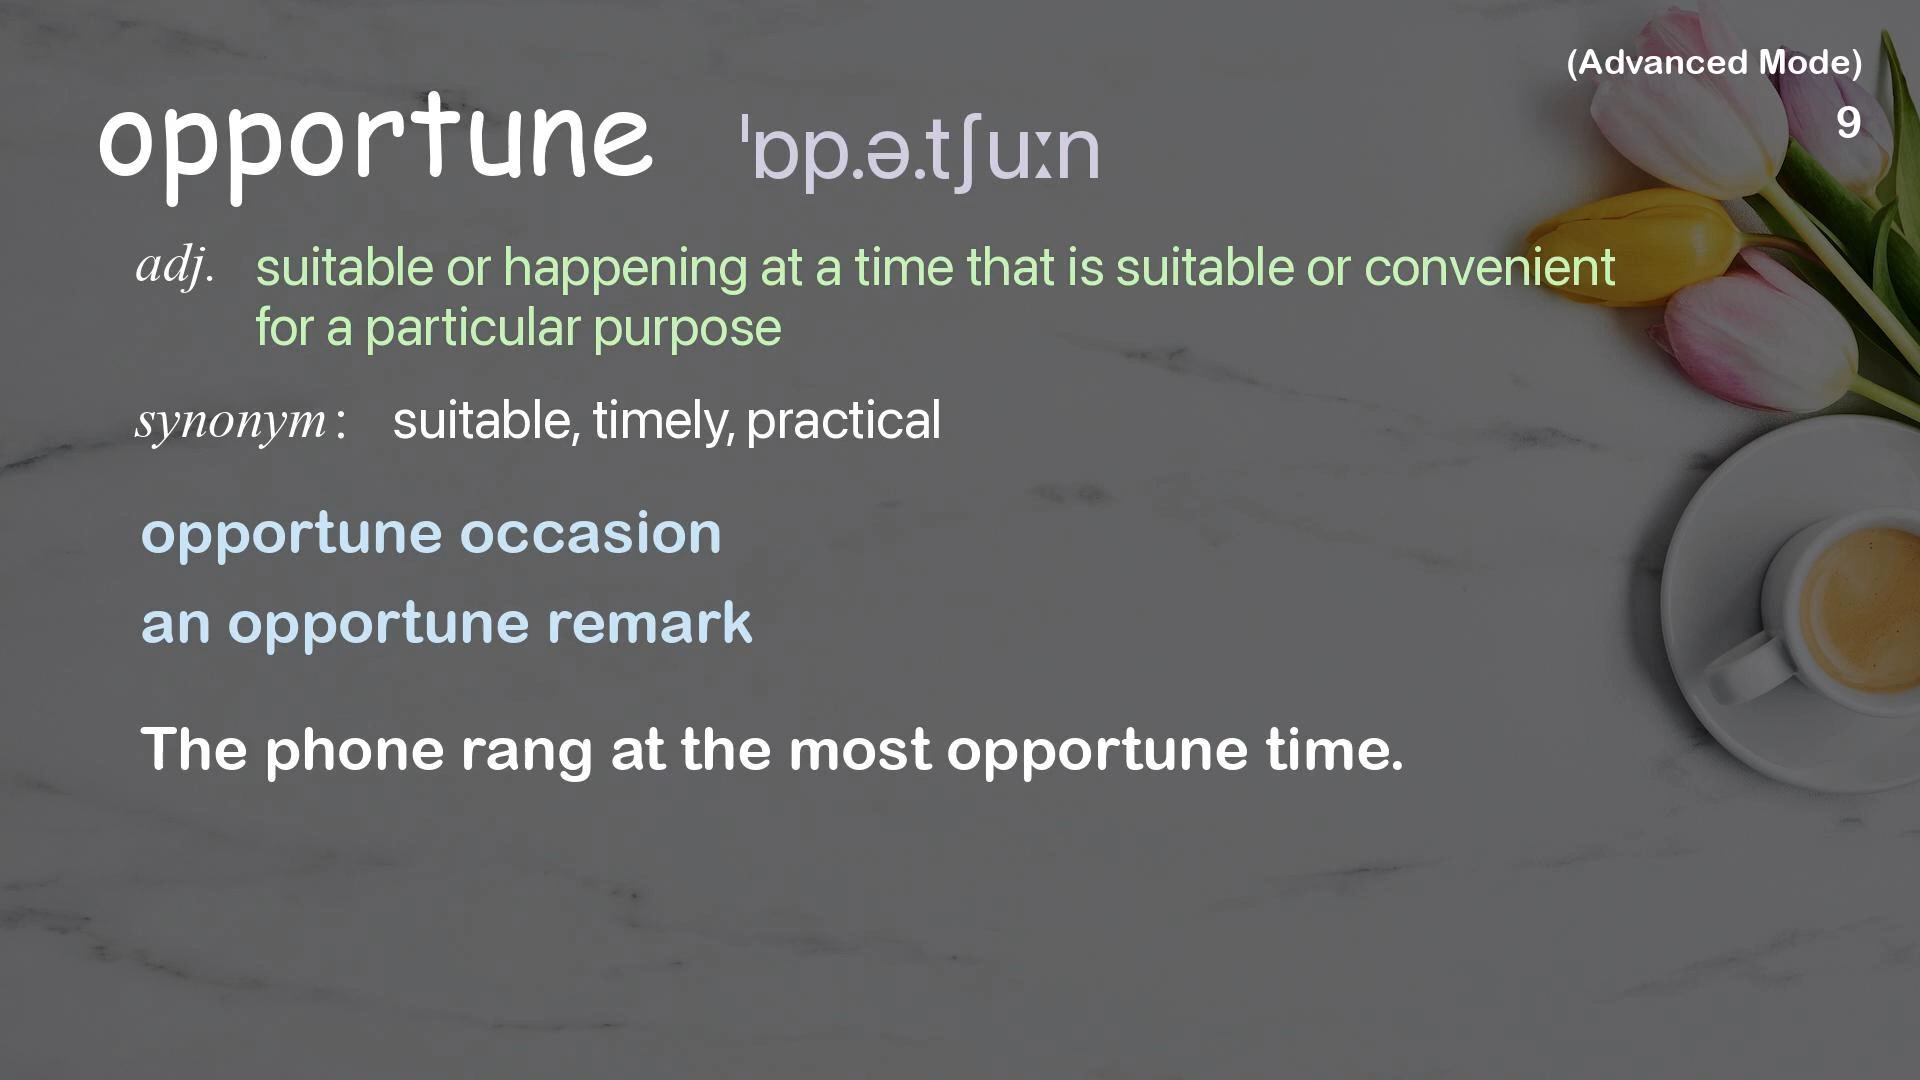 (Advanced Mode)
9
opportune ˈɒp.ə.tʃuːn
adj. suitable or happening at a time that is suitable or convenient
for a particular purpose
synonym : suitable, timely, practical
opportune occasion
an opportune remark
The phone rang at the most opportune time.